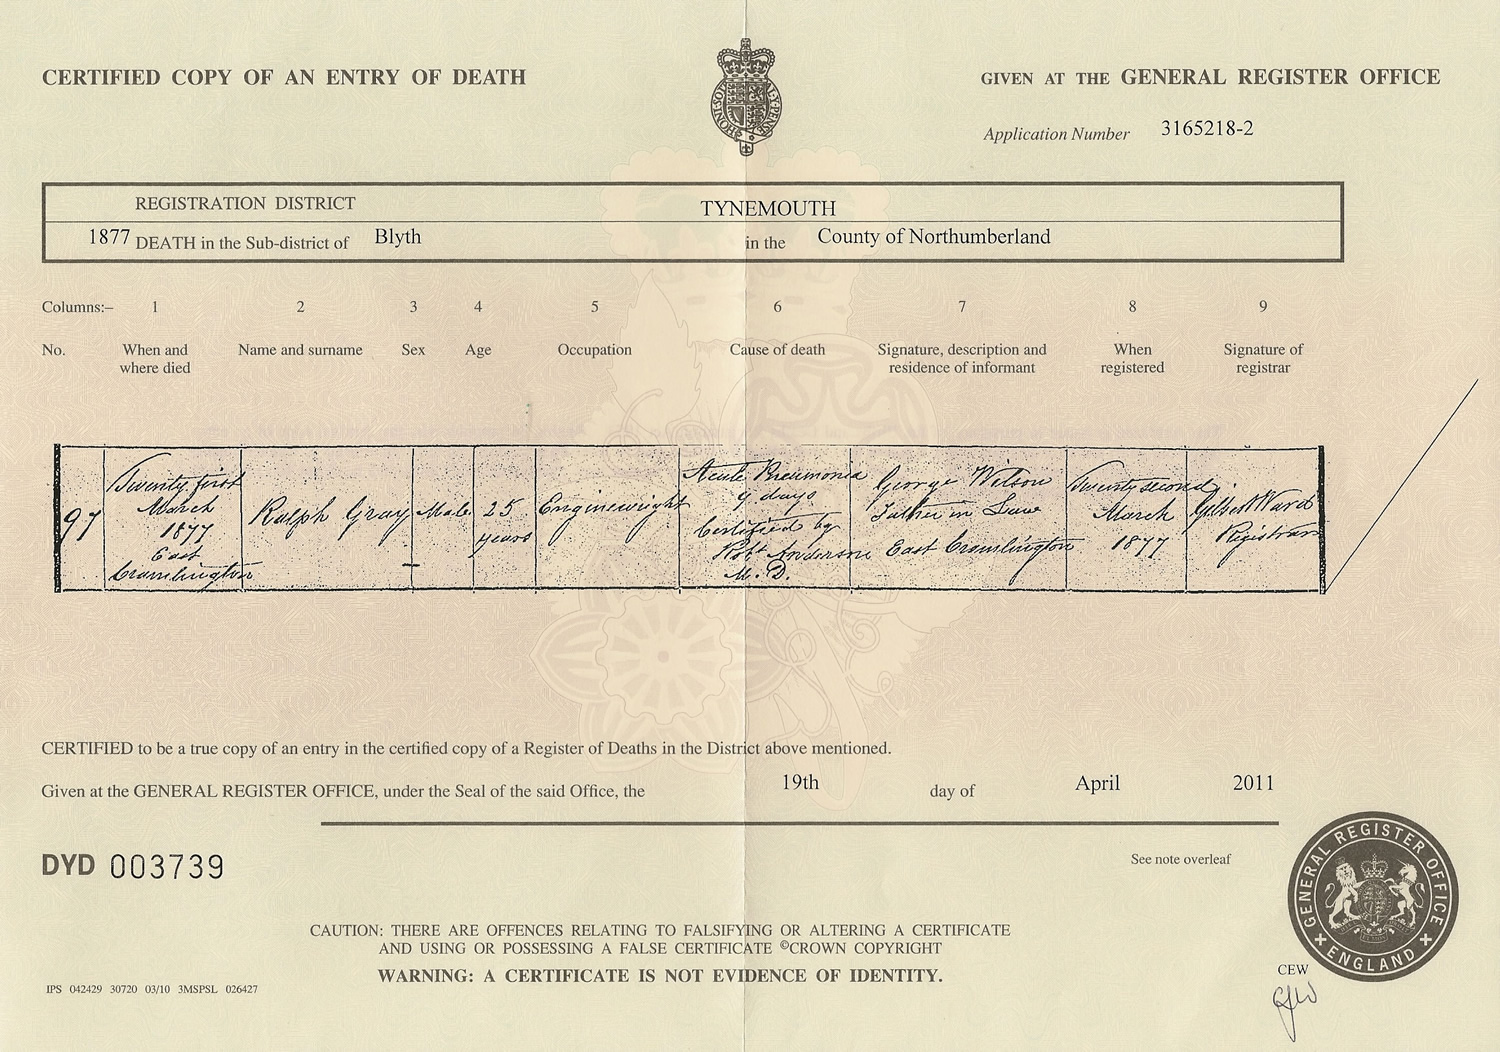 CERTIFIED COPY OF AN ENTRY OF DEATH
GIVEN AT THE GENERAL REGISTER OFFICE
Application Number 3165218-2
REGISTRATION DISTRICT TYNEMOUTH
1877 DEATH in the Sub-district of Blyth in the County of Northumberland
Columns:– 1 2 3 4 5 6 7 8 9
No. When and where died Name and surname Sex Age Occupation Cause of death Signature, description and residence of informant When registered Signature of registrar
97
Twenty first
March
1877
East
Cramlington
Ralph Gray
Male
25
years
Enginewright
Acute Pneumonia
9 days
Certified by
Robt Anderson
M.D.
George Wilson
Father in Law
East Cramlington
Twenty second
March
1877
Gilbert Ward
Registrar
CERTIFIED to be a true copy of an entry in the certified copy of a Register of Deaths in the District above mentioned.
Given at the GENERAL REGISTER OFFICE, under the Seal of the said Office, the 19th day of April 2011
DYD 003739
See note overleaf
CAUTION: THERE ARE OFFENCES RELATING TO FALSIFYING OR ALTERING A CERTIFICATE
AND USING OR POSSESSING A FALSE CERTIFICATE ©CROWN COPYRIGHT
WARNING: A CERTIFICATE IS NOT EVIDENCE OF IDENTITY.
IPS 042429 30720 03/10 3MSPSL 026427
GENERAL REGISTER OFFICE
ENGLAND
CEW